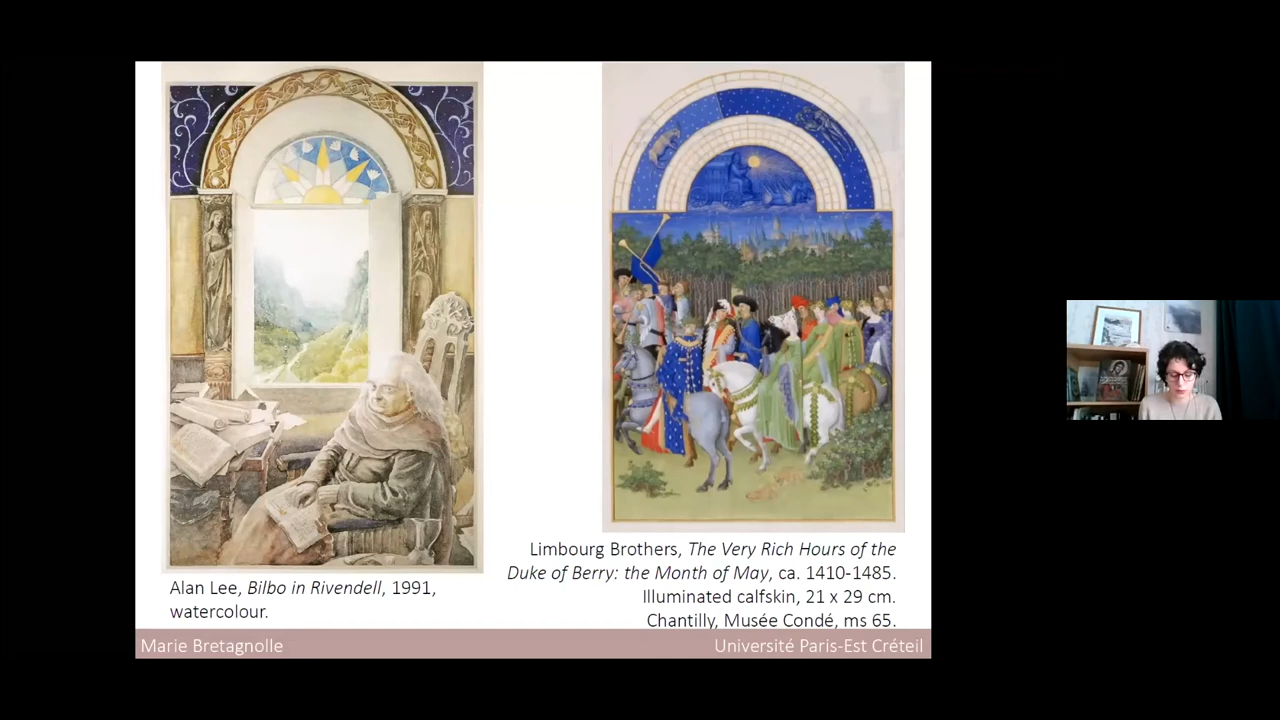 Alan Lee, Bilbo in Rivendell, 1991,
watercolour.
Limbourg Brothers, The Very Rich Hours of the
Duke of Berry: the Month of May, ca. 1410-1485.
Illuminated calfskin, 21 x 29 cm.
Chantilly, Musée Condé, ms 65.
Marie Bretagnolle
Université Paris-Est Créteil